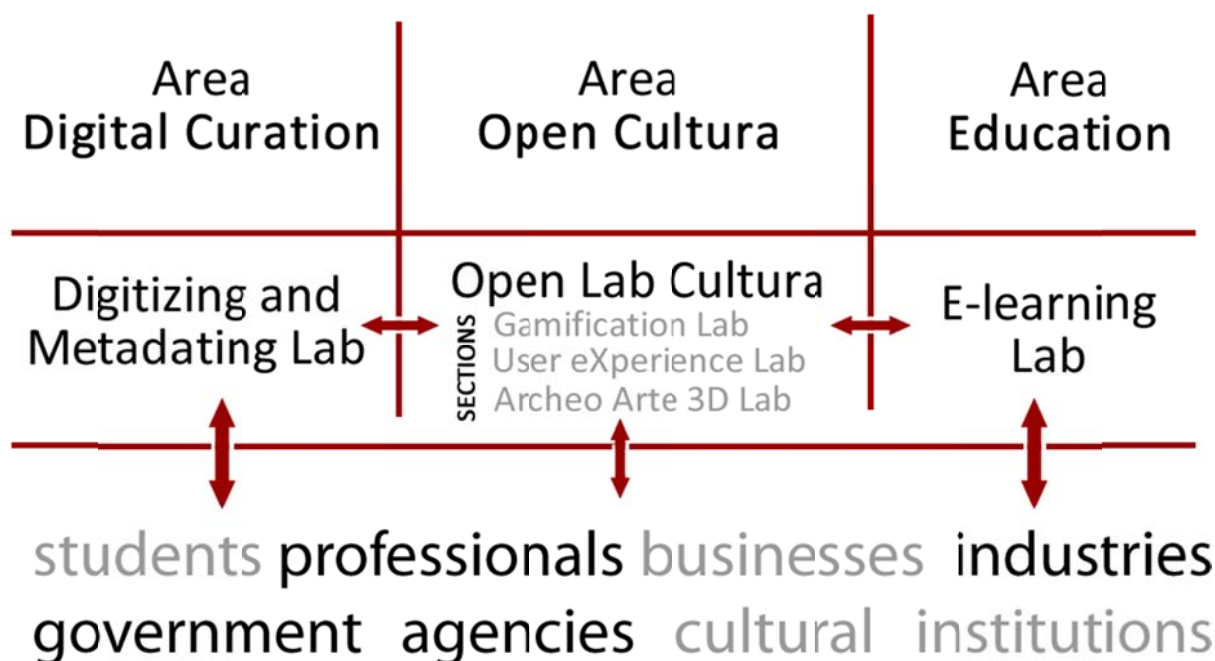 Area
Digital Curation
Area
Open Cultura
Area
Education
Digitizing and
Metadating Lab
Open Lab Cultura
SECTIONS
Gamification Lab
User eXperience Lab
Archeo Arte 3D Lab
E-learning
Lab
students professionals businesses industries
government agencies cultural institutions